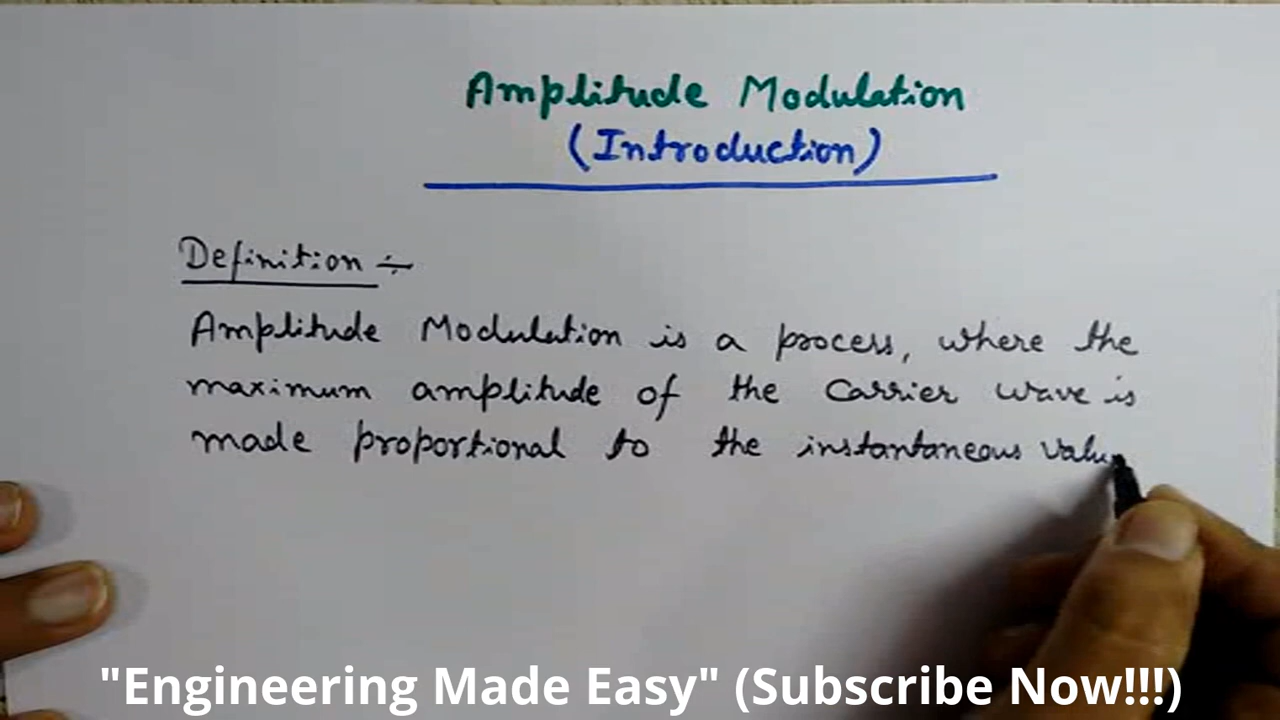 Amplitude Modulation
(Introduction)
Definition ÷
Amplitude Modulation is a process, where the
maximum amplitude of the Carrier wave is
made proportional to the instantaneous valu
"Engineering Made Easy" (Subscribe Now!!!)